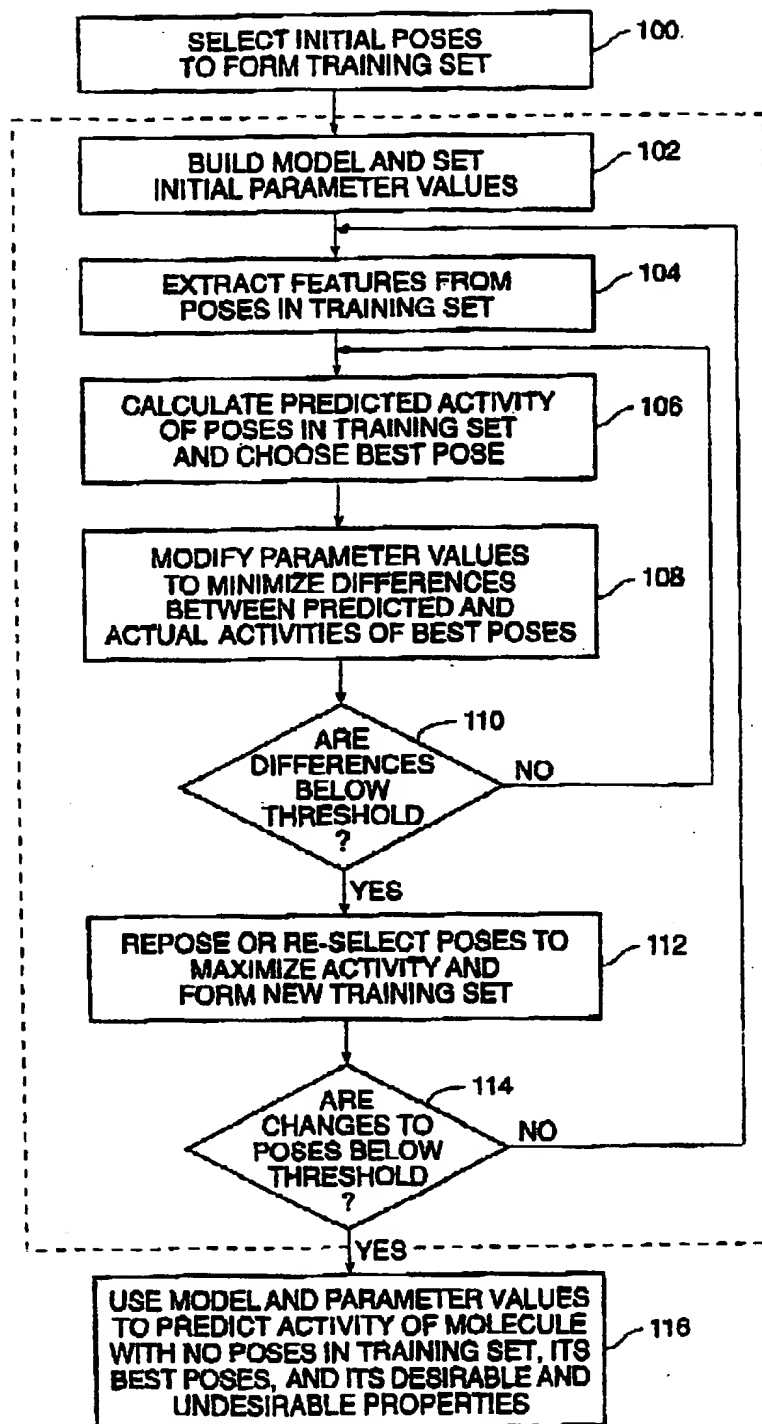 SELECT INITIAL POSES
TO FORM TRAINING SET
100
BUILD MODEL AND SET
INITIAL PARAMETER VALUES
102
EXTRACT FEATURES FROM
POSES IN TRAINING SET
104
CALCULATE PREDICTED ACTIVITY
OF POSES IN TRAINING SET
AND CHOOSE BEST POSE
106
MODIFY PARAMETER VALUES
TO MINIMIZE DIFFERENCES
BETWEEN PREDICTED AND
ACTUAL ACTIVITIES OF BEST POSES
108
110
ARE
DIFFERENCES
BELOW
THRESHOLD
?
NO
YES
REPOSE OR RE-SELECT POSES TO
MAXIMIZE ACTIVITY AND
FORM NEW TRAINING SET
112
114
ARE
CHANGES TO
POSES BELOW
THRESHOLD
?
NO
YES
USE MODEL AND PARAMETER VALUES
TO PREDICT ACTIVITY OF MOLECULE
WITH NO POSES IN TRAINING SET, ITS
BEST POSES, AND ITS DESIRABLE AND
UNDESIRABLE PROPERTIES
116